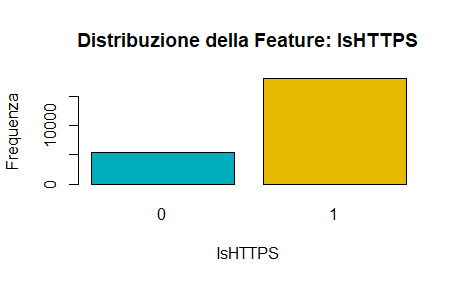 Distribuzione della Feature: IsHTTPS
Frequenza
10000
0
0
1
IsHTTPS